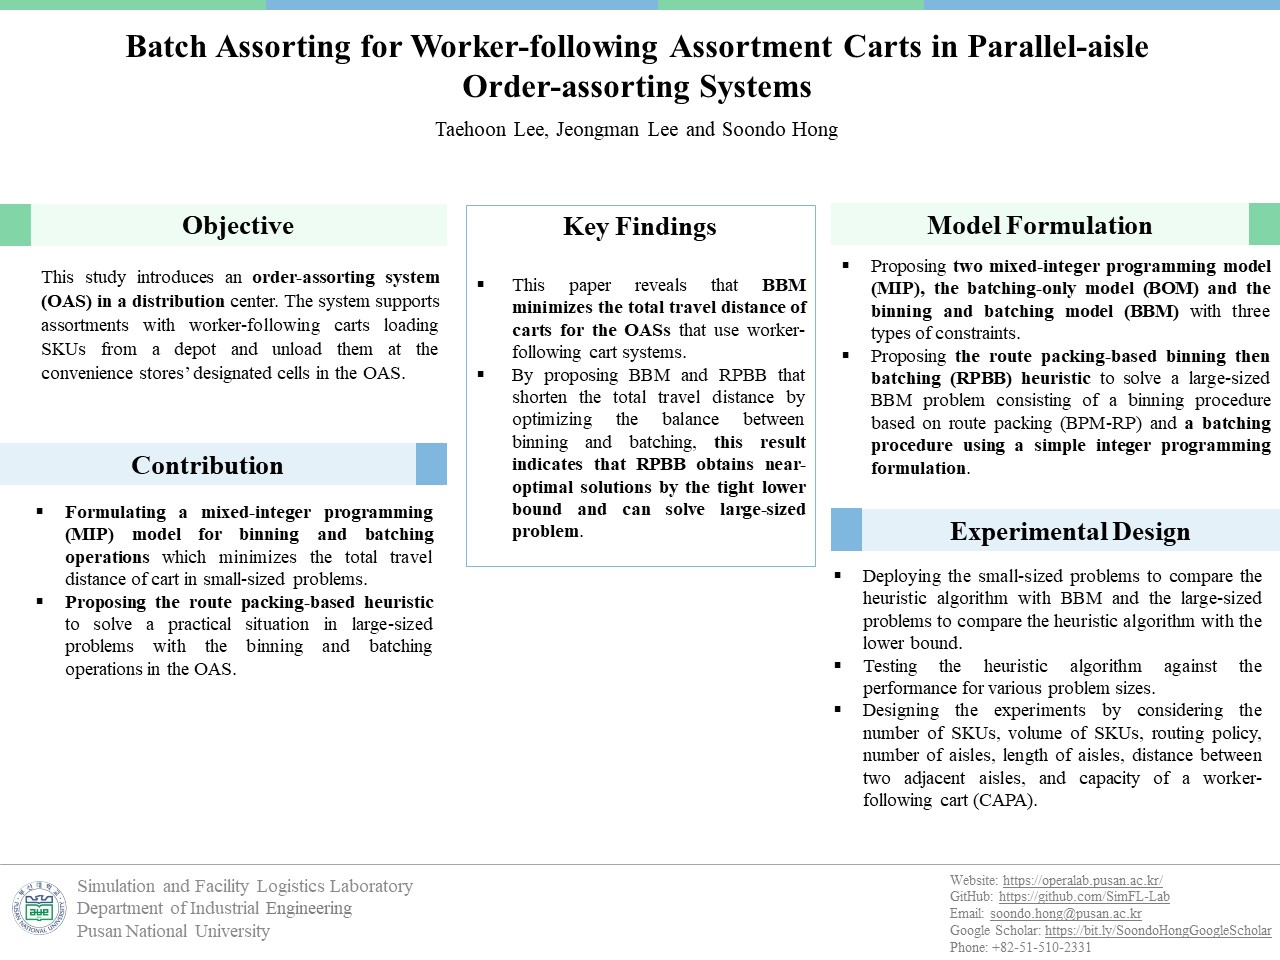 Batch Assorting for Worker-following Assortment Carts in Parallel-aisle
Order-assorting Systems
Taehoon Lee, Jeongman Lee and Soondo Hong
Objective
This study introduces an order-assorting system
(OAS) in a distribution center. The system supports
assortments with worker-following carts loading
SKUs from a depot and unload them at the
convenience stores' designated cells in the OAS.
Contribution
▪ Formulating a mixed-integer programming
(MIP) model for binning and batching
operations which minimizes the total travel
distance of cart in small-sized problems.
▪ Proposing the route packing-based heuristic
to solve a practical situation in large-sized
problems with the binning and batching
operations in the OAS.
Key Findings
▪ This paper reveals that BBM
minimizes the total travel distance of
carts for the OASs that use worker-
following cart systems.
▪ By proposing BBM and RPBB that
shorten the total travel distance by
optimizing the balance between
binning and batching, this result
indicates that RPBB obtains near-
optimal solutions by the tight lower
bound and can solve large-sized
problem.
Model Formulation
▪ Proposing two mixed-integer programming model
(MIP), the batching-only model (BOM) and the
binning and batching model (BBM) with three
types of constraints.
▪ Proposing the route packing-based binning then
batching (RPBB) heuristic to solve a large-sized
BBM problem consisting of a binning procedure
based on route packing (BPM-RP) and a batching
procedure using a simple integer programming
formulation.
Experimental Design
▪ Deploying the small-sized problems to compare the
heuristic algorithm with BBM and the large-sized
problems to compare the heuristic algorithm with the
lower bound.
▪ Testing the heuristic algorithm against the
performance for various problem sizes.
▪ Designing the experiments by considering the
number of SKUs, volume of SKUs, routing policy,
number of aisles, length of aisles, distance between
two adjacent aisles, and capacity of a worker-
following cart (CAPA).
Simulation and Facility Logistics Laboratory
Department of Industrial Engineering
Pusan National University
Website: https://operalab.pusan.ac.kr/
GitHub: https://github.com/SimFL-Lab
Email: soondo.hong@pusan.ac.kr
Google Scholar: https://bit.ly/SoondoHongGoogleScholar
Phone: +82-51-510-2331